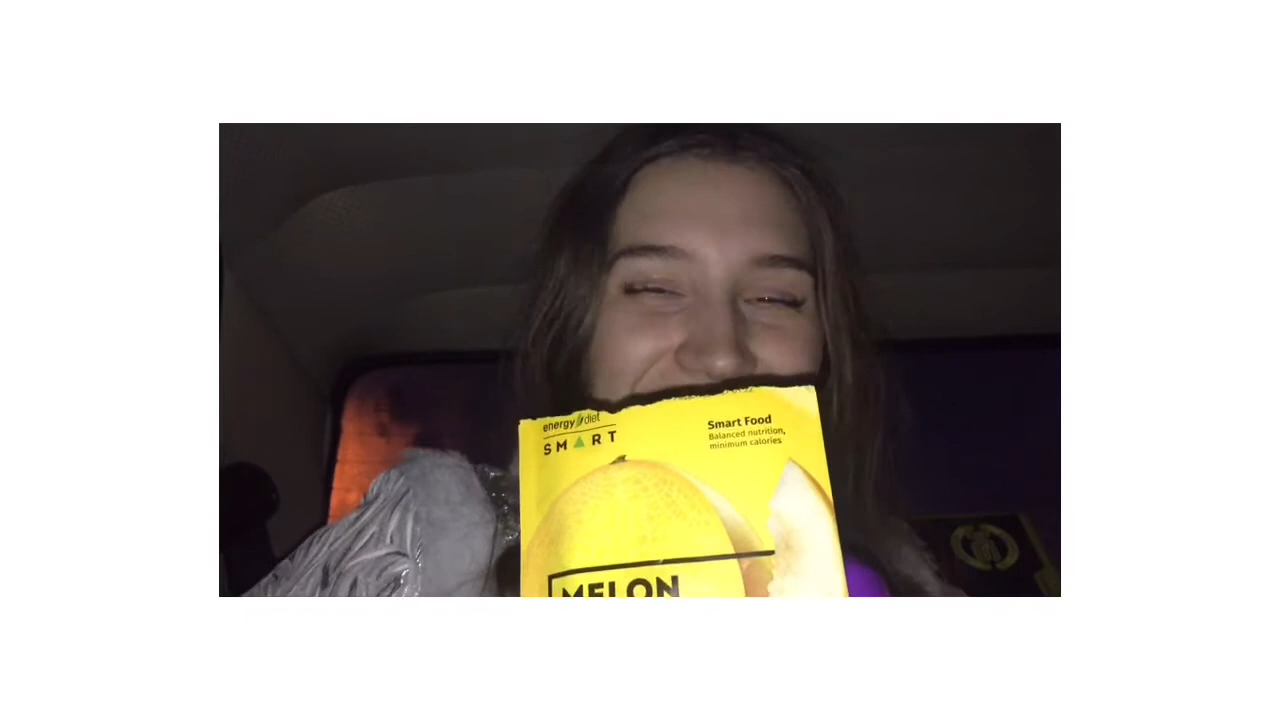 energy diet
SMART
Smart Food
Balanced nutrition,
minimum calories
MELON